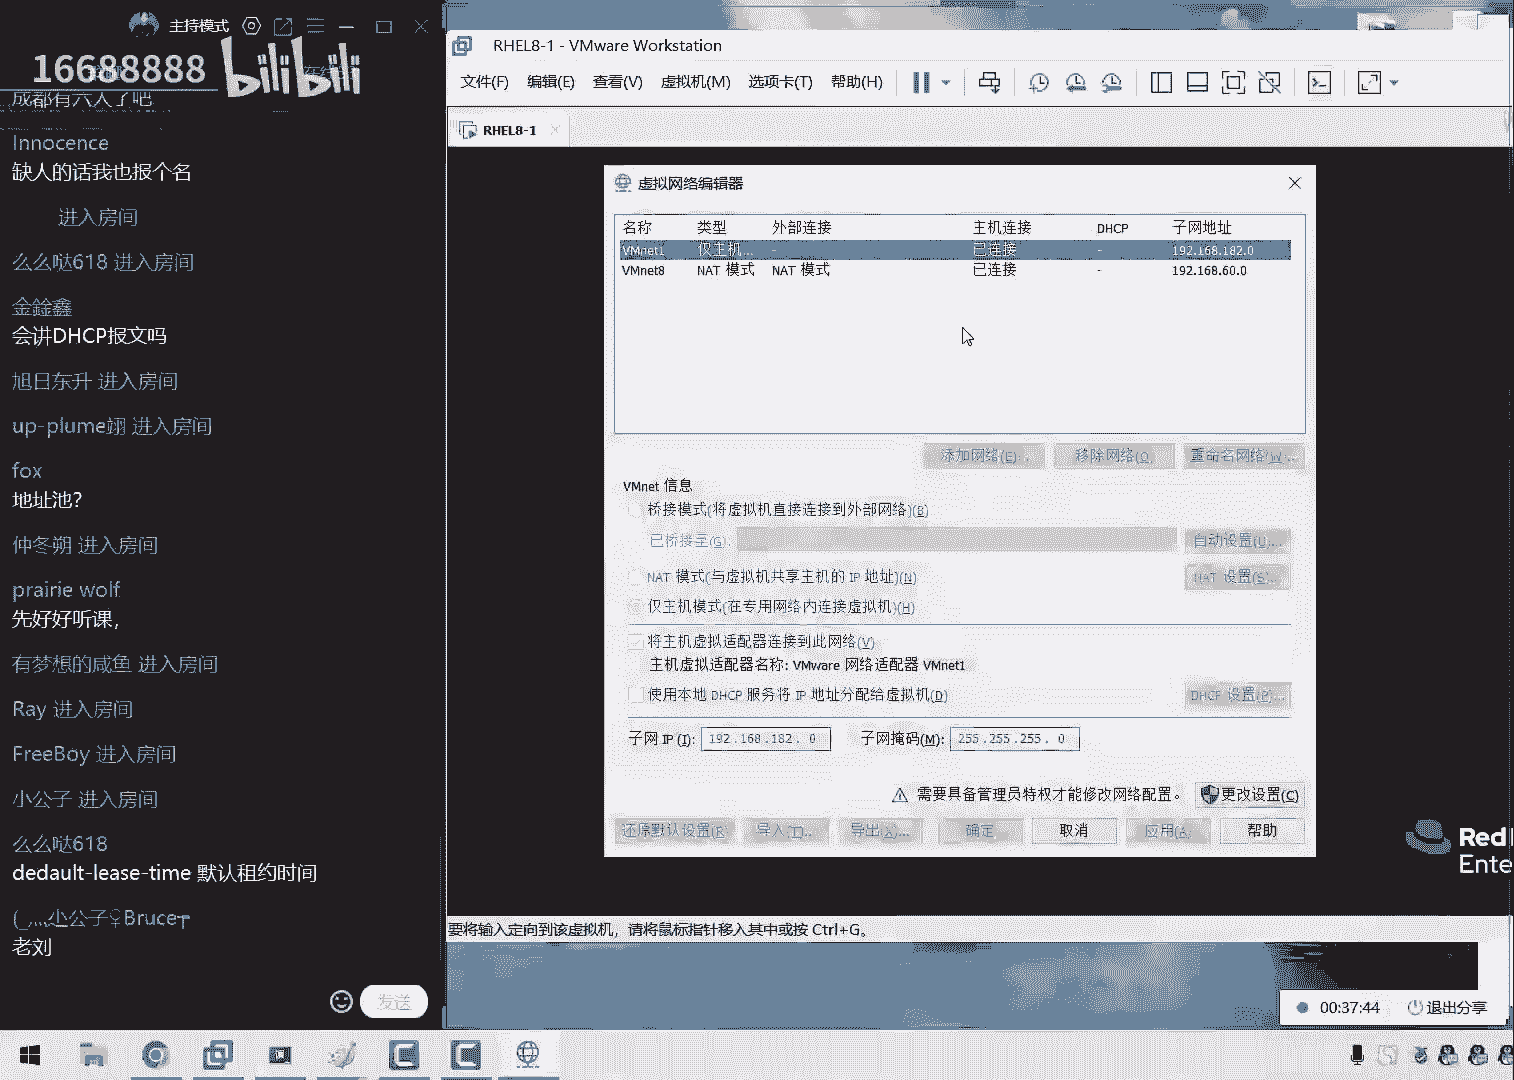 主持模式
16688888
bilibili
成都有六人了吧
Innocence
缺人的话我也报个名
进入房间
么么哒618 进入房间
金鍂鑫
会讲DHCP报文吗
旭日东升 进入房间
up-plume翊 进入房间
fox
地址池?
仲冬朔 进入房间
prairie wolf
先好好听课,
有梦想的咸鱼 进入房间
Ray 进入房间
FreeBoy 进入房间
小公子 进入房间
么么哒618
dedault-lease-time 默认租约时间
小公子♀Bruce
老刘
发送
RHEL8-1 - VMware Workstation
文件(F) 编辑(E) 查看(V) 虚拟机(M) 选项卡(T) 帮助(H)
RHEL8-1
虚拟网络编辑器
名称 类型 外部连接 主机连接 DHCP 子网地址
VMnet1 仅主机... - 已连接 - 192.168.182.0
VMnet8 NAT 模式 NAT 模式 已连接 - 192.168.60.0
添加网络(E)... 移除网络(O) 重命名网络(W)...
VMnet 信息
桥接模式(将虚拟机直接连接到外部网络)(B)
已桥接至(G): 自动设置(U)...
NAT 模式(与虚拟机共享主机的 IP 地址)(N) NAT 设置(S)...
仅主机模式(在专用网络内连接虚拟机)(H)
将主机虚拟适配器连接到此网络(V)
主机虚拟适配器名称: VMware 网络适配器 VMnet1
使用本地 DHCP 服务将 IP 地址分配给虚拟机(D) DHCP 设置(P)...
子网 IP (I): 192.168.182. 0 子网掩码(M): 255.255.255. 0
需要具备管理员特权才能修改网络配置。 更改设置(C)
还原默认设置(R) 导入(T)... 导出(X)... 确定 取消 应用(A) 帮助
Red
Ente
要将输入定向到该虚拟机，请将鼠标指针移入其中或按 Ctrl+G。
00:37:44 退出分享